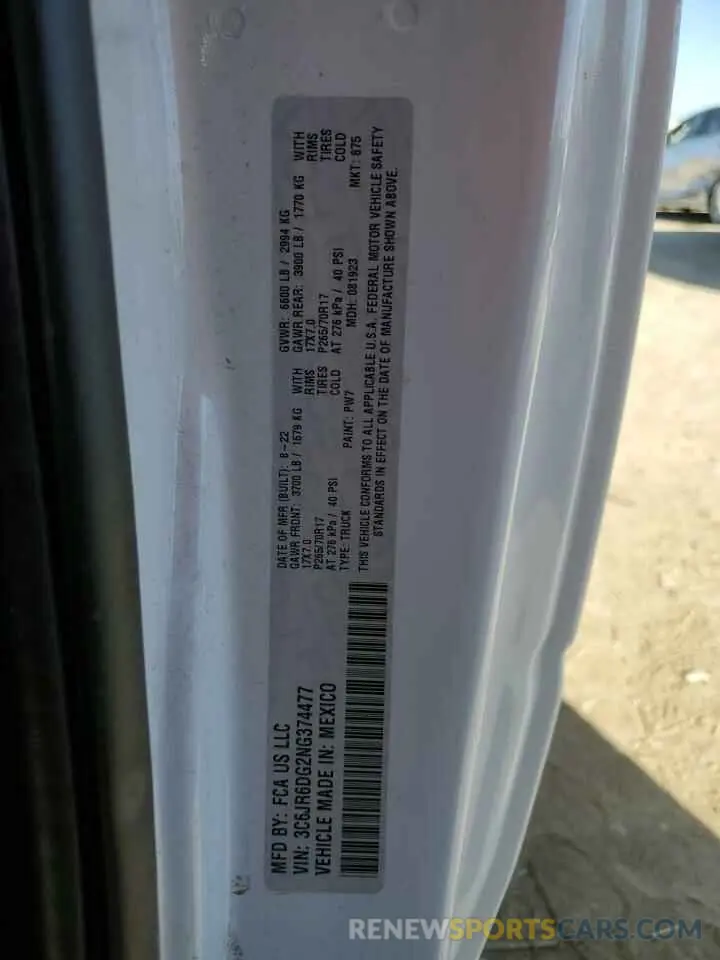 MFD BY: FCA US LLC
VIN: 3C6JR6DG2NG374477
VEHICLE MADE IN: MEXICO
DATE OF MFR (BUILT): 8-22
GAWR FRONT: 3700 LB / 1679 KG WITH
17X7.0 RIMS
P265/70R17 TIRES
AT 276 kPa / 40 PSI COLD
TYPE: TRUCK PAINT: PW7
GVWR: 6600 LB / 2994 KG
GAWR REAR: 3900 LB / 1770 KG WITH
17X7.0 RIMS
P265/70R17 TIRES
AT 276 kPa / 40 PSI COLD
MDH: 081923 MKT: 875
THIS VEHICLE CONFORMS TO ALL APPLICABLE U.S.A. FEDERAL MOTOR VEHICLE SAFETY
STANDARDS IN EFFECT ON THE DATE OF MANUFACTURE SHOWN ABOVE.
RENEWSPORTSCARS.COM